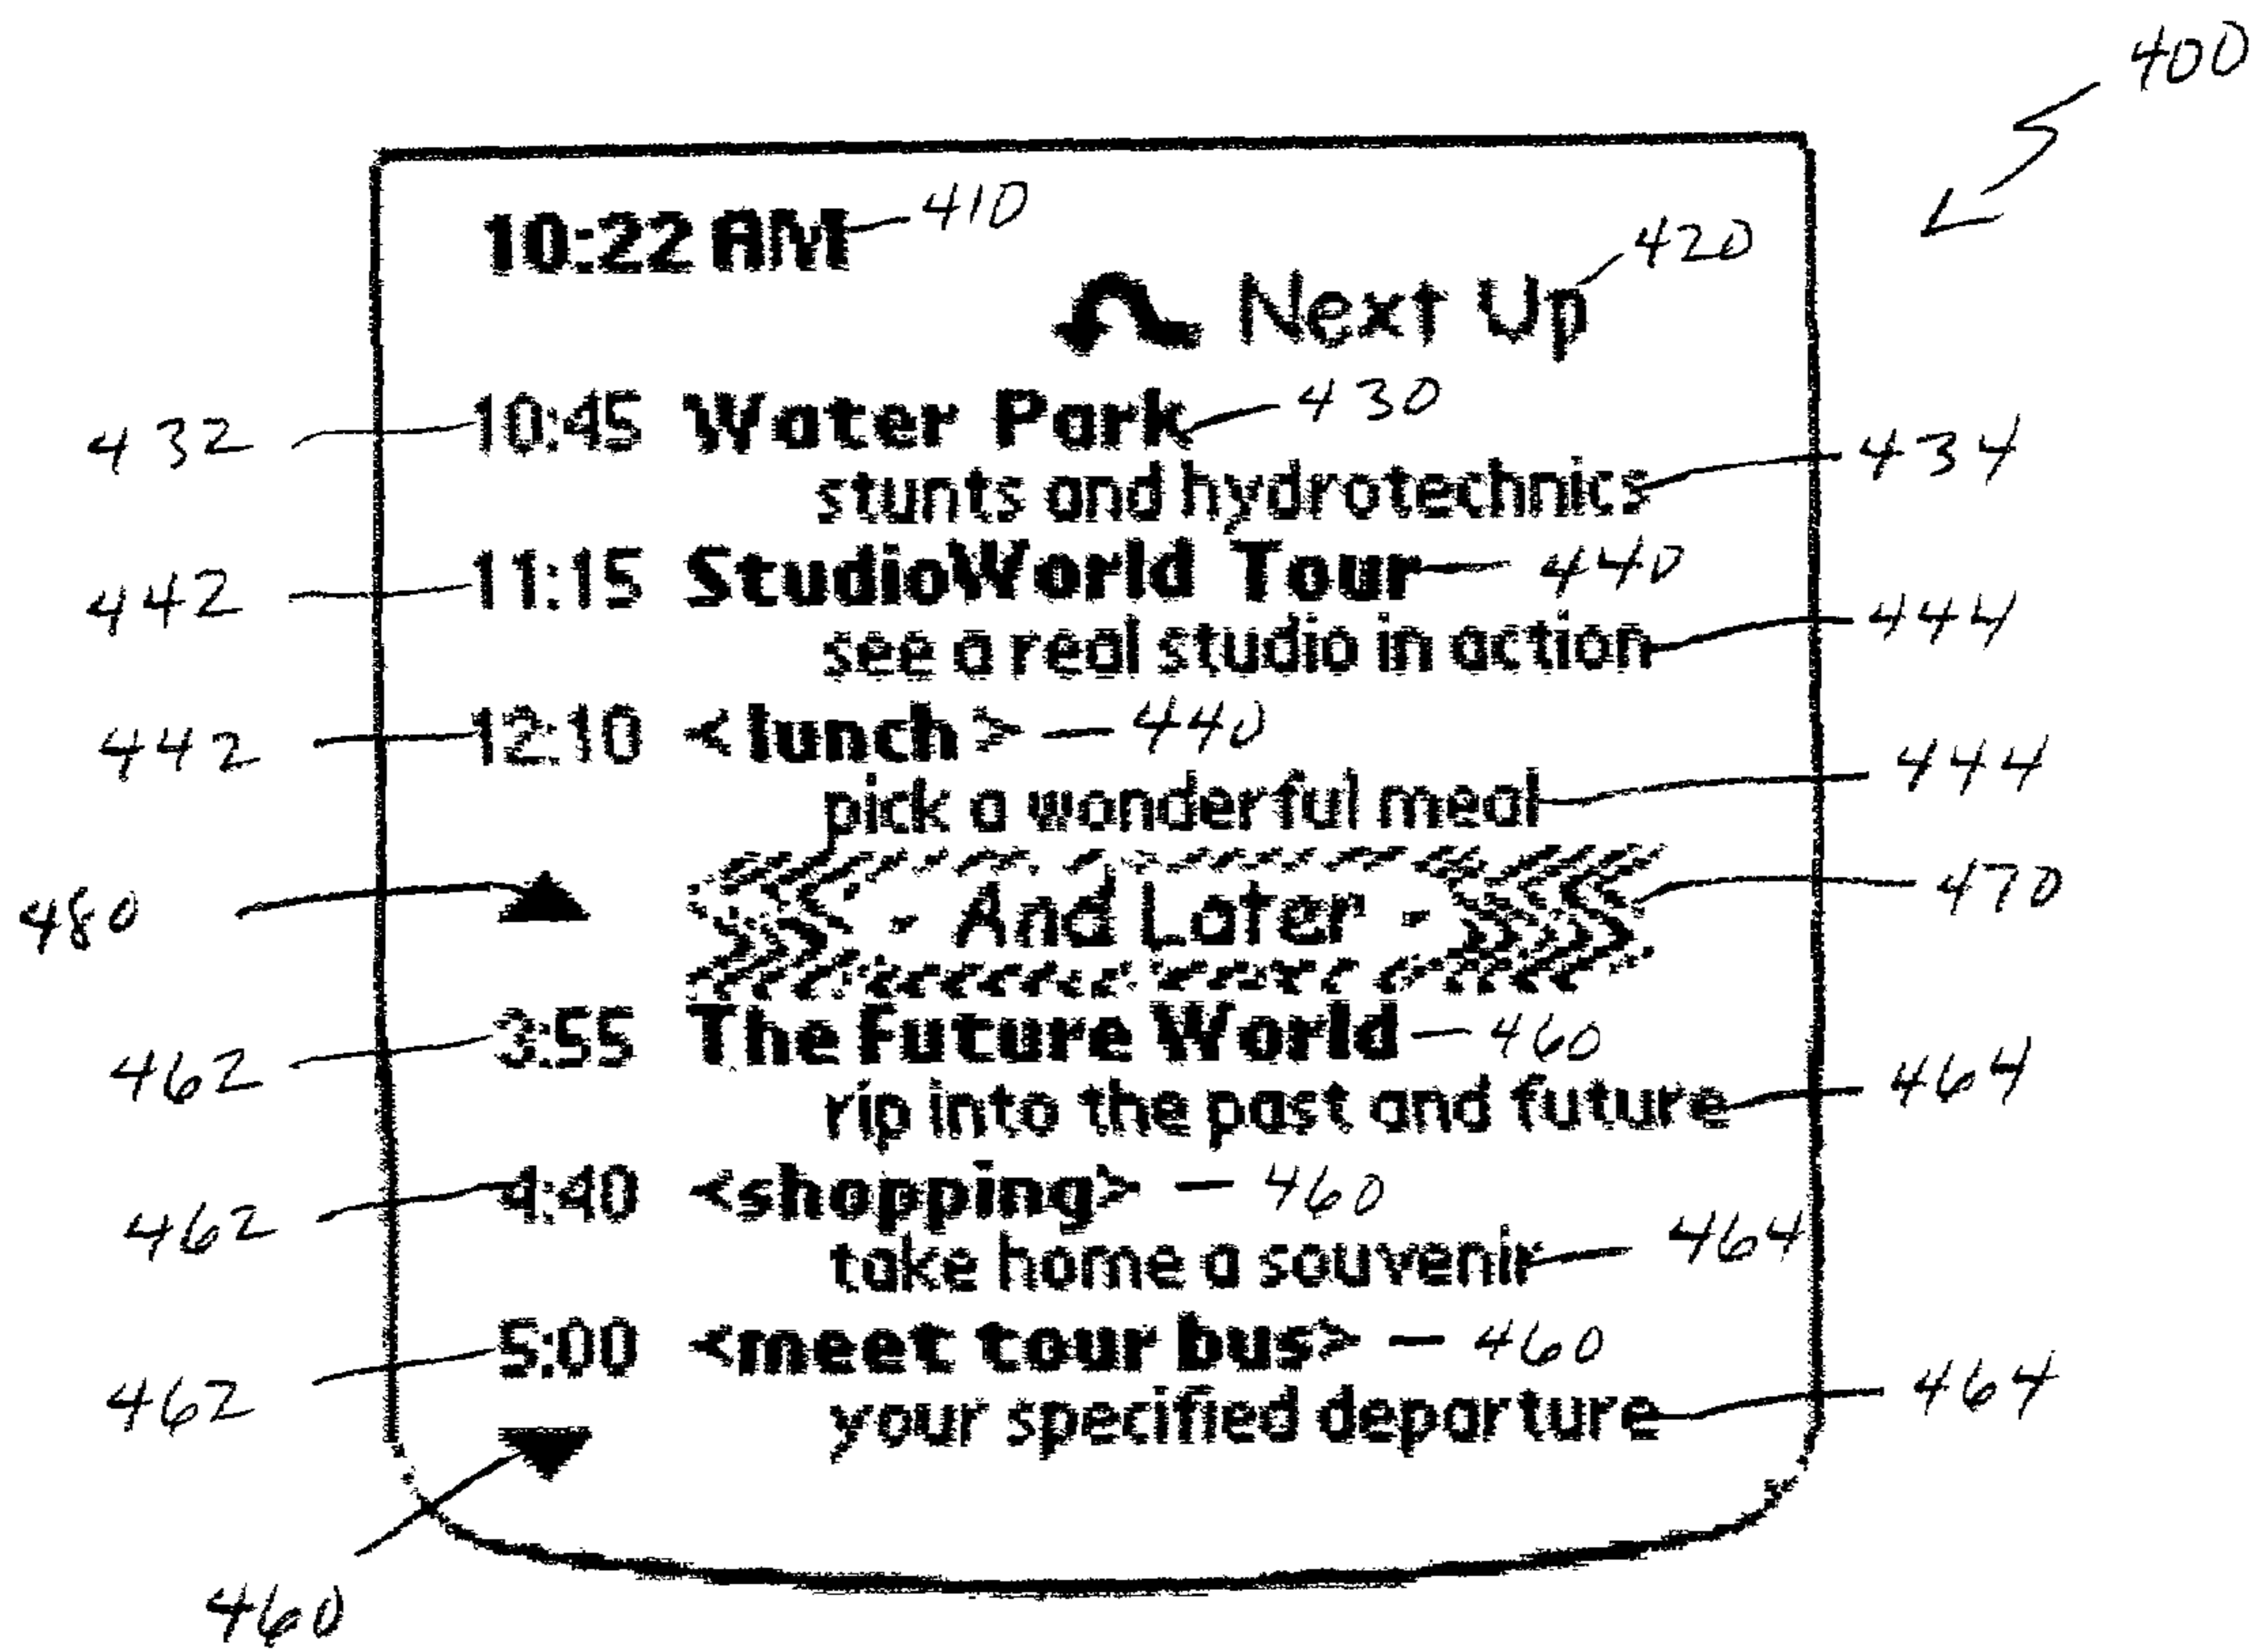 400
10:22 AM 410
Next Up 420
432 10:45 Water Park 430
stunts and hydrotechnics 434
442 11:15 StudioWorld Tour 440
see a real studio in action 444
442 12:10 <lunch> 440
pick a wonderful meal 444
480 - And Later - 470
462 3:55 The Future World 460
rip into the past and future 464
462 4:40 <shopping> 460
take home a souvenir 464
462 5:00 <meet tour bus> 460
your specified departure 464
460